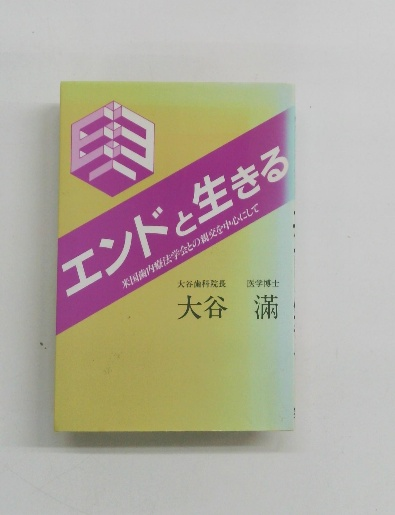 エンドと生きる
米国歯内療法学会との親交を中心にして
大谷歯科院長 医学博士
大谷 滿